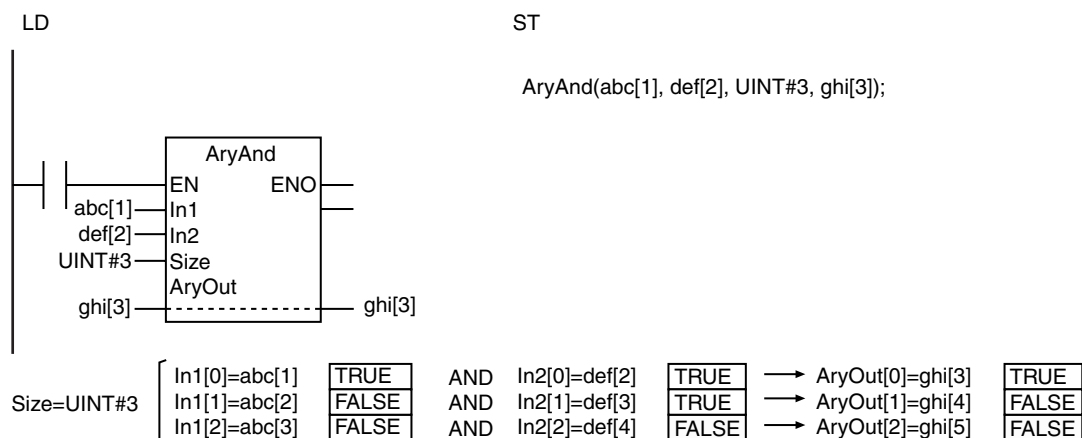 LD
ST
AryAnd(abc[1], def[2], UINT#3, ghi[3]);
AryAnd
EN ENO
abc[1] In1
def[2] In2
UINT#3 Size
AryOut
ghi[3] ghi[3]
In1[0]=abc[1] TRUE AND In2[0]=def[2] TRUE AryOut[0]=ghi[3] TRUE
Size=UINT#3 In1[1]=abc[2] FALSE AND In2[1]=def[3] TRUE AryOut[1]=ghi[4] FALSE
In1[2]=abc[3] FALSE AND In2[2]=def[4] FALSE AryOut[2]=ghi[5] FALSE